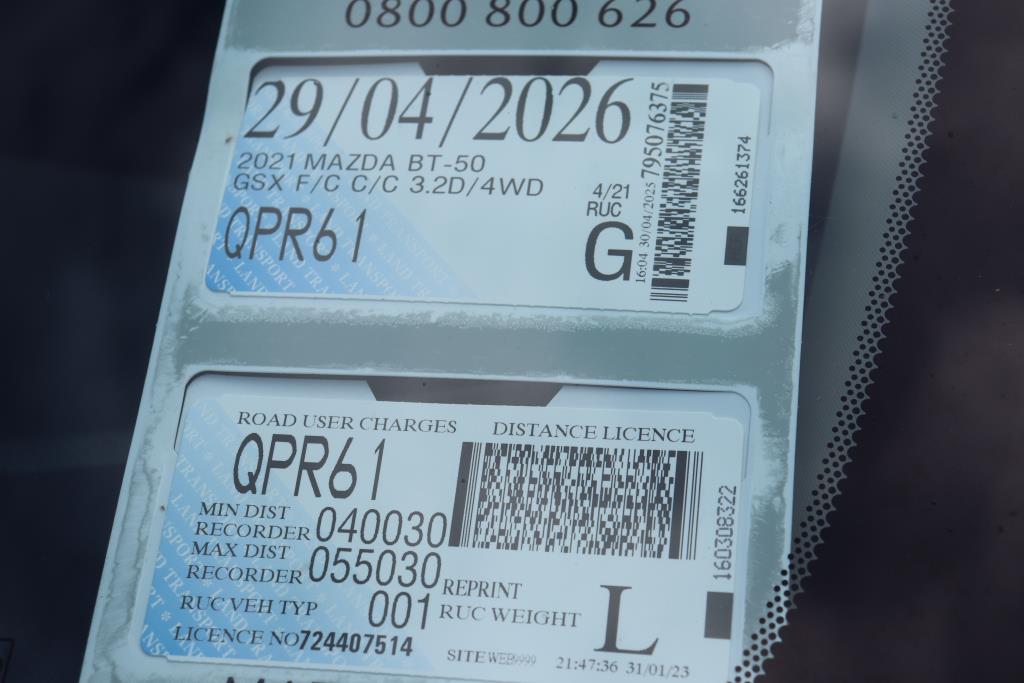 0800 800 626
29/04/2026
2021 MAZDA BT-50
GSX F/C C/C 3.2D/4WD
QPR61
4/21
RUC
G
16:04 30/04/2025 795076375
166261374
ROAD USER CHARGES DISTANCE LICENCE
QPR61
MIN DIST
RECORDER 040030
MAX DIST
RECORDER 055030
REPRINT
RUC VEH TYP 001 RUC WEIGHT L
LICENCE NO 724407514
SITE WEB9999 21:47:36 31/01/23
160308322